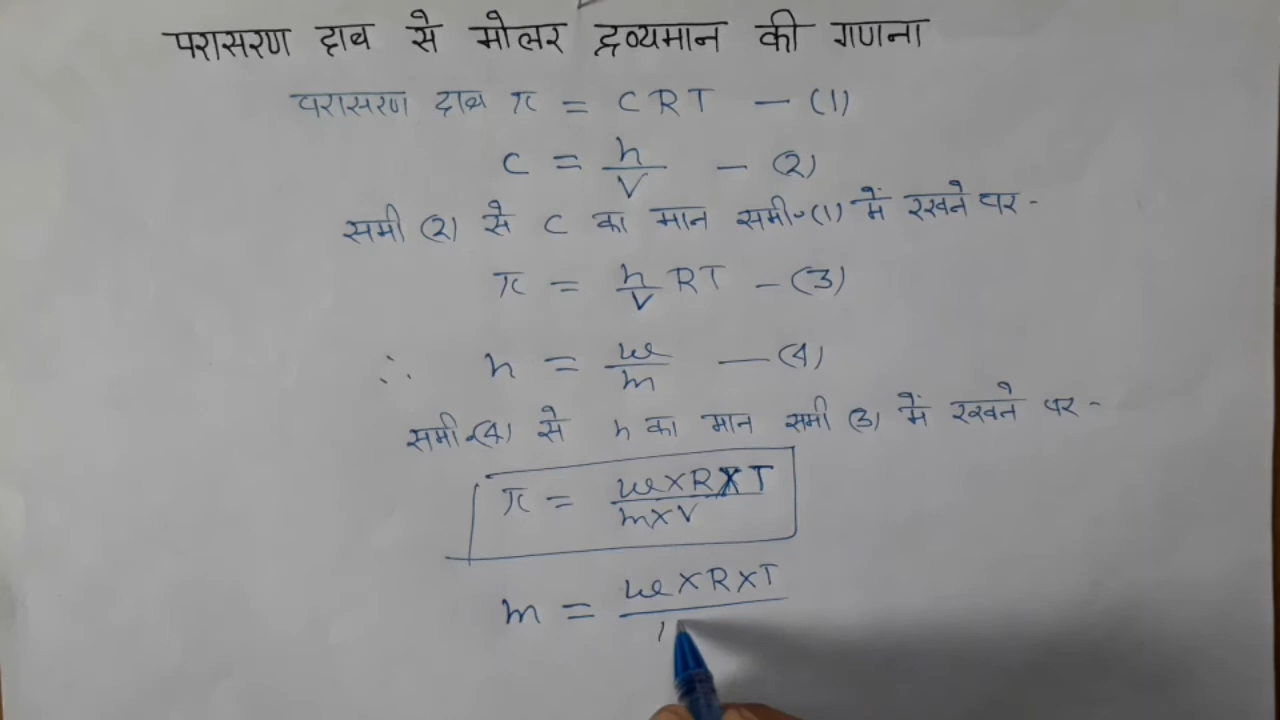 परासरण दाब से मोलर द्रव्यमान की गणना
परासरण दाब π = CRT — (1)
C = n/V — (2)
समी (2) से C का मान समी॰(1) में रखने पर -
π = n/V RT — (3)
∴ n = w/m — (4)
समी॰(4) से n का मान समी (3) में रखने पर -
π = w×R×T/m×V
m = w×R×T/